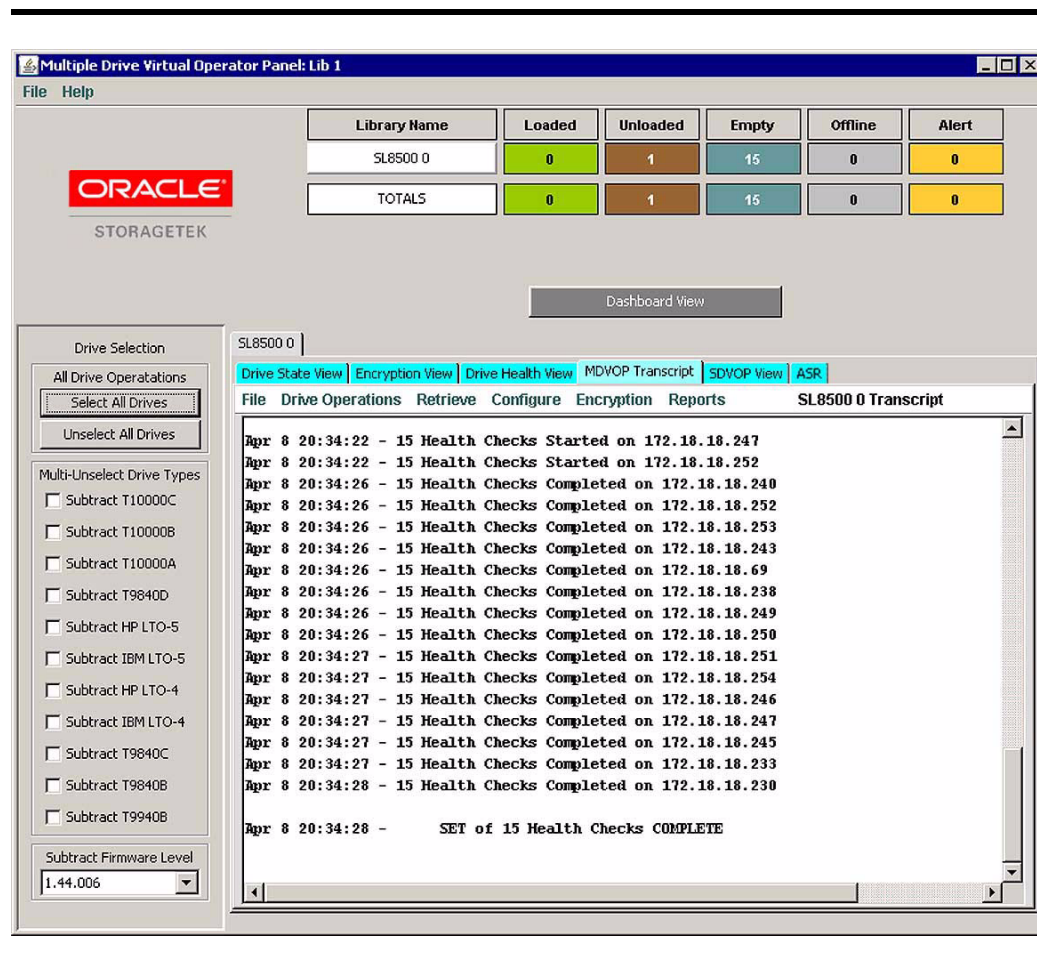 Multiple Drive Virtual Operator Panel: Lib 1
File Help
Library Name Loaded Unloaded Empty Offline Alert
SL8500 0 0 1 15 0 0
TOTALS 0 1 15 0 0
ORACLE
STORAGETEK
Dashboard View
Drive Selection
All Drive Operatations
Select All Drives
Unselect All Drives
Multi-Unselect Drive Types
Subtract T10000C
Subtract T10000B
Subtract T10000A
Subtract T9840D
Subtract HP LTO-5
Subtract IBM LTO-5
Subtract HP LTO-4
Subtract IBM LTO-4
Subtract T9840C
Subtract T9840B
Subtract T9940B
Subtract Firmware Level
1.44.006
SL8500 0
Drive State View Encryption View Drive Health View MDVOP Transcript SDVOP View ASR
File Drive Operations Retrieve Configure Encryption Reports SL8500 0 Transcript
Apr 8 20:34:22 - 15 Health Checks Started on 172.18.18.247
Apr 8 20:34:22 - 15 Health Checks Started on 172.18.18.252
Apr 8 20:34:26 - 15 Health Checks Completed on 172.18.18.240
Apr 8 20:34:26 - 15 Health Checks Completed on 172.18.18.252
Apr 8 20:34:26 - 15 Health Checks Completed on 172.18.18.253
Apr 8 20:34:26 - 15 Health Checks Completed on 172.18.18.243
Apr 8 20:34:26 - 15 Health Checks Completed on 172.18.18.69
Apr 8 20:34:26 - 15 Health Checks Completed on 172.18.18.238
Apr 8 20:34:26 - 15 Health Checks Completed on 172.18.18.249
Apr 8 20:34:26 - 15 Health Checks Completed on 172.18.18.250
Apr 8 20:34:27 - 15 Health Checks Completed on 172.18.18.251
Apr 8 20:34:27 - 15 Health Checks Completed on 172.18.18.254
Apr 8 20:34:27 - 15 Health Checks Completed on 172.18.18.246
Apr 8 20:34:27 - 15 Health Checks Completed on 172.18.18.247
Apr 8 20:34:27 - 15 Health Checks Completed on 172.18.18.245
Apr 8 20:34:27 - 15 Health Checks Completed on 172.18.18.233
Apr 8 20:34:28 - 15 Health Checks Completed on 172.18.18.230
Apr 8 20:34:28 - SET of 15 Health Checks COMPLETE